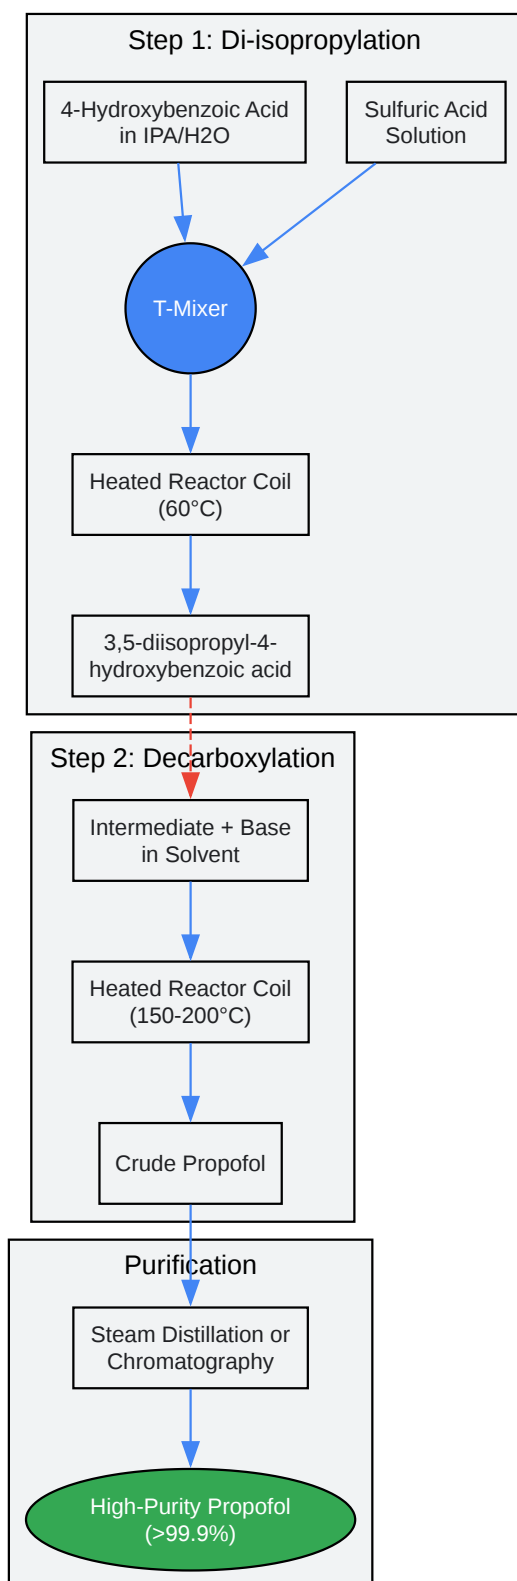 Step 1: Di-isopropylation
4-Hydroxybenzoic Acid
in IPA/H2O
Sulfuric Acid
Solution
T-Mixer
Heated Reactor Coil
(60°C)
3,5-diisopropyl-4-
hydroxybenzoic acid
Step 2: Decarboxylation
Intermediate + Base
in Solvent
Heated Reactor Coil
(150-200°C)
Crude Propofol
Purification
Steam Distillation or
Chromatography
High-Purity Propofol
(>99.9%)